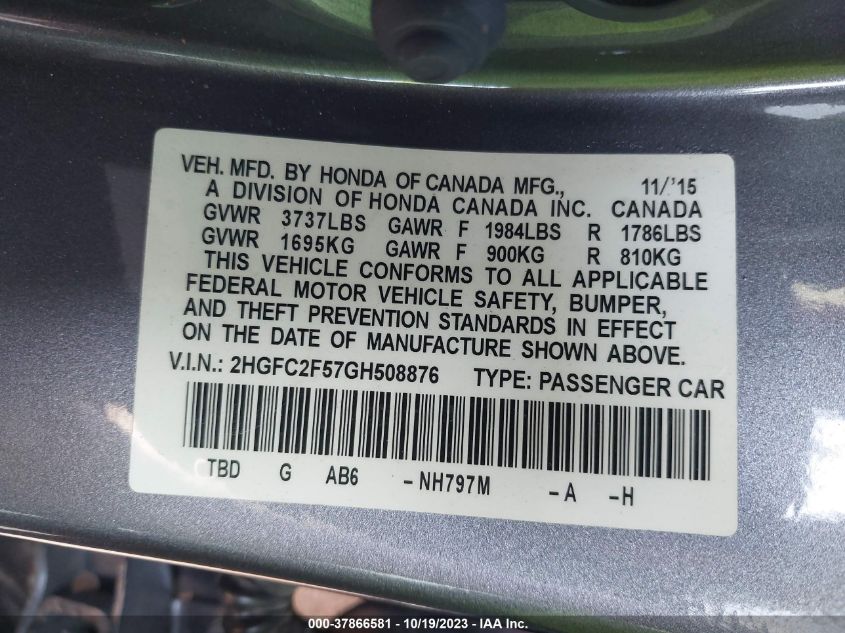 VEH. MFD. BY HONDA OF CANADA MFG., 11/'15
A DIVISION OF HONDA CANADA INC. CANADA
GVWR 3737LBS GAWR F 1984LBS R 1786LBS
GVWR 1695KG GAWR F 900KG R 810KG
THIS VEHICLE CONFORMS TO ALL APPLICABLE
FEDERAL MOTOR VEHICLE SAFETY, BUMPER,
AND THEFT PREVENTION STANDARDS IN EFFECT
ON THE DATE OF MANUFACTURE SHOWN ABOVE.
V.I.N.: 2HGFC2F57GH508876 TYPE: PASSENGER CAR
TBD G AB6 -NH797M -A -H
000-37866581 - 10/19/2023 - IAA Inc.